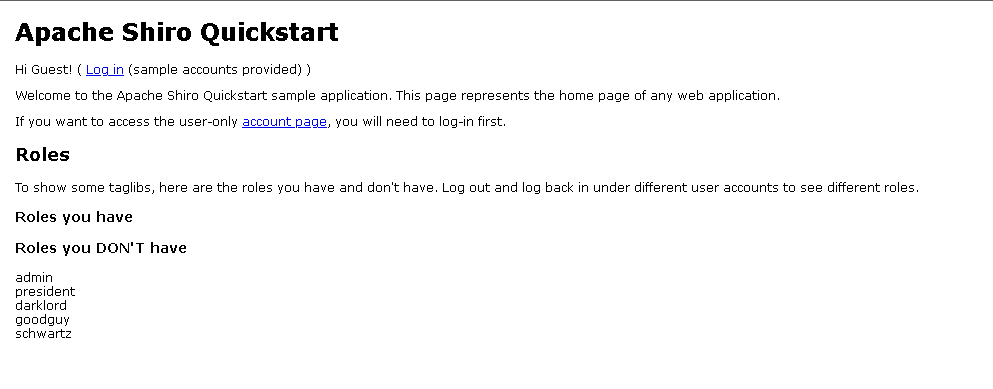 Apache Shiro Quickstart
Hi Guest! ( Log in (sample accounts provided) )
Welcome to the Apache Shiro Quickstart sample application. This page represents the home page of any web application.
If you want to access the user-only account page, you will need to log-in first.
Roles
To show some taglibs, here are the roles you have and don't have. Log out and log back in under different user accounts to see different roles.
Roles you have
Roles you DON'T have
admin
president
darklord
goodguy
schwartz